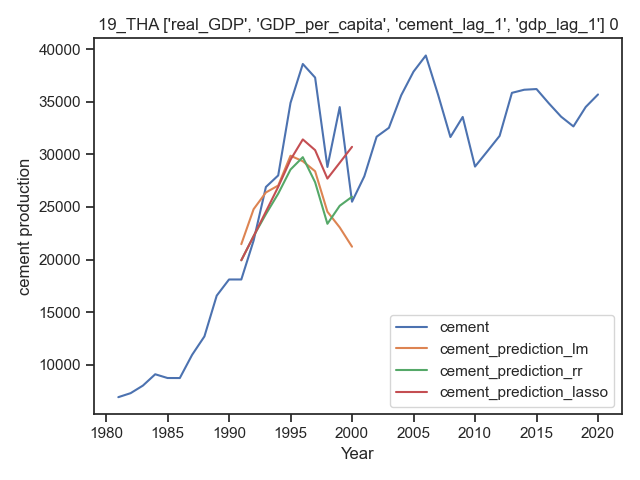 19_THA ['real_GDP', 'GDP_per_capita', 'cement_lag_1', 'gdp_lag_1'] 0
40000
35000
30000
25000
20000
15000
10000
cement production
cement
cement_prediction_lm
cement_prediction_rr
cement_prediction_lasso
1980 1985 1990 1995 2000 2005 2010 2015 2020
Year